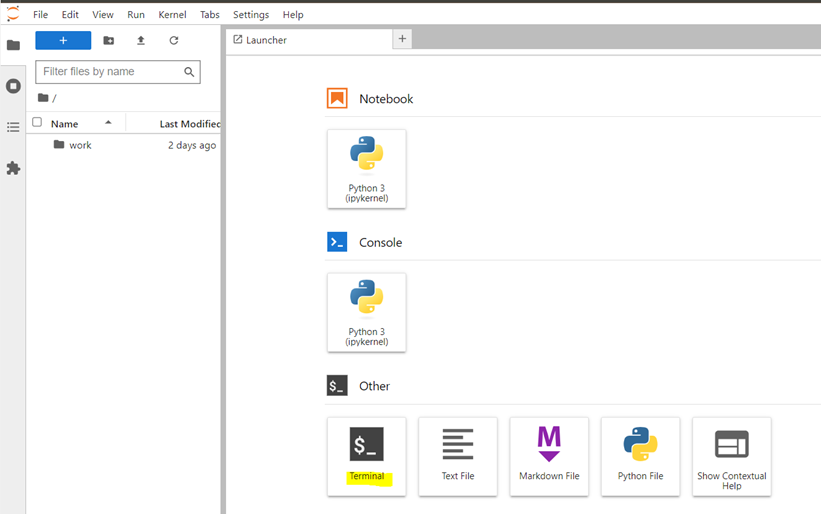 File Edit View Run Kernel Tabs Settings Help
+
Launcher
+
Filter files by name
/
Name Last Modified
work 2 days ago
Notebook
Python 3
(ipykernel)
Console
Python 3
(ipykernel)
$_ Other
$_
M
Terminal Text File Markdown File Python File Show Contextual
Help